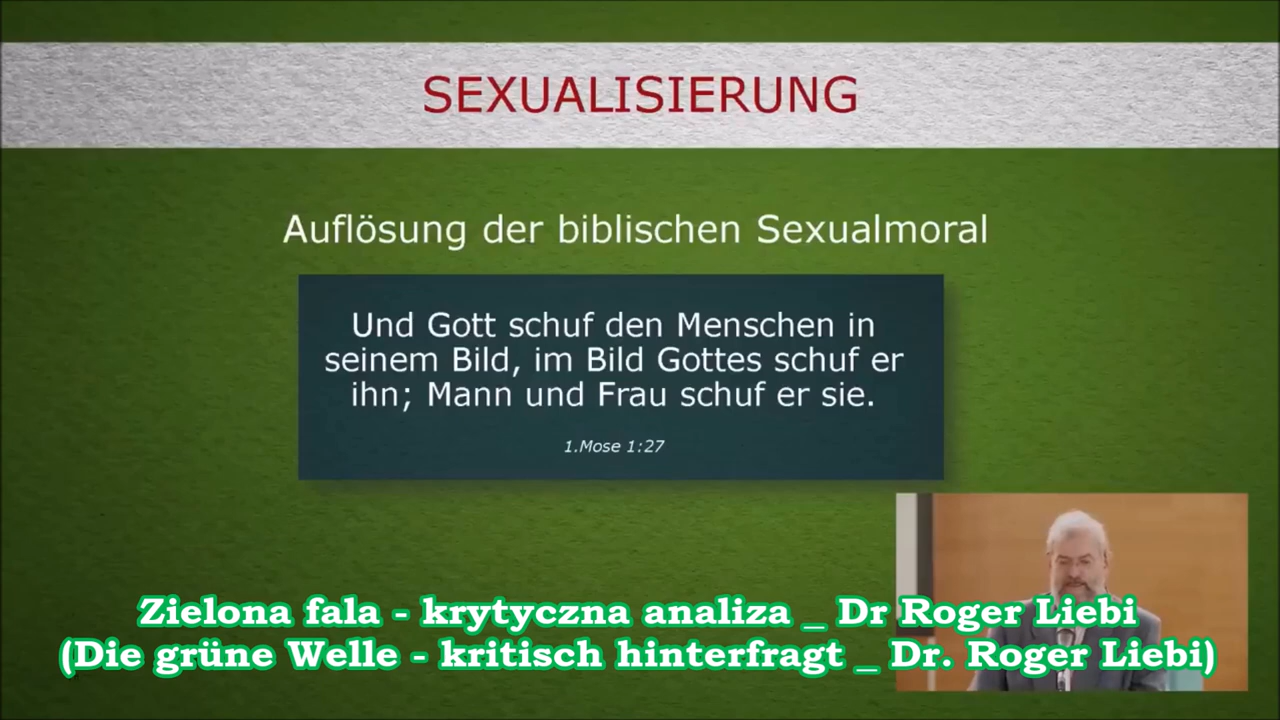 SEXUALISIERUNG
Auflösung der biblischen Sexualmoral
Und Gott schuf den Menschen in
seinem Bild, im Bild Gottes schuf er
ihn; Mann und Frau schuf er sie.
1.Mose 1:27
Zielona fala - krytyczna analiza _ Dr Roger Liebi
(Die grüne Welle - kritisch hinterfragt _ Dr. Roger Liebi)